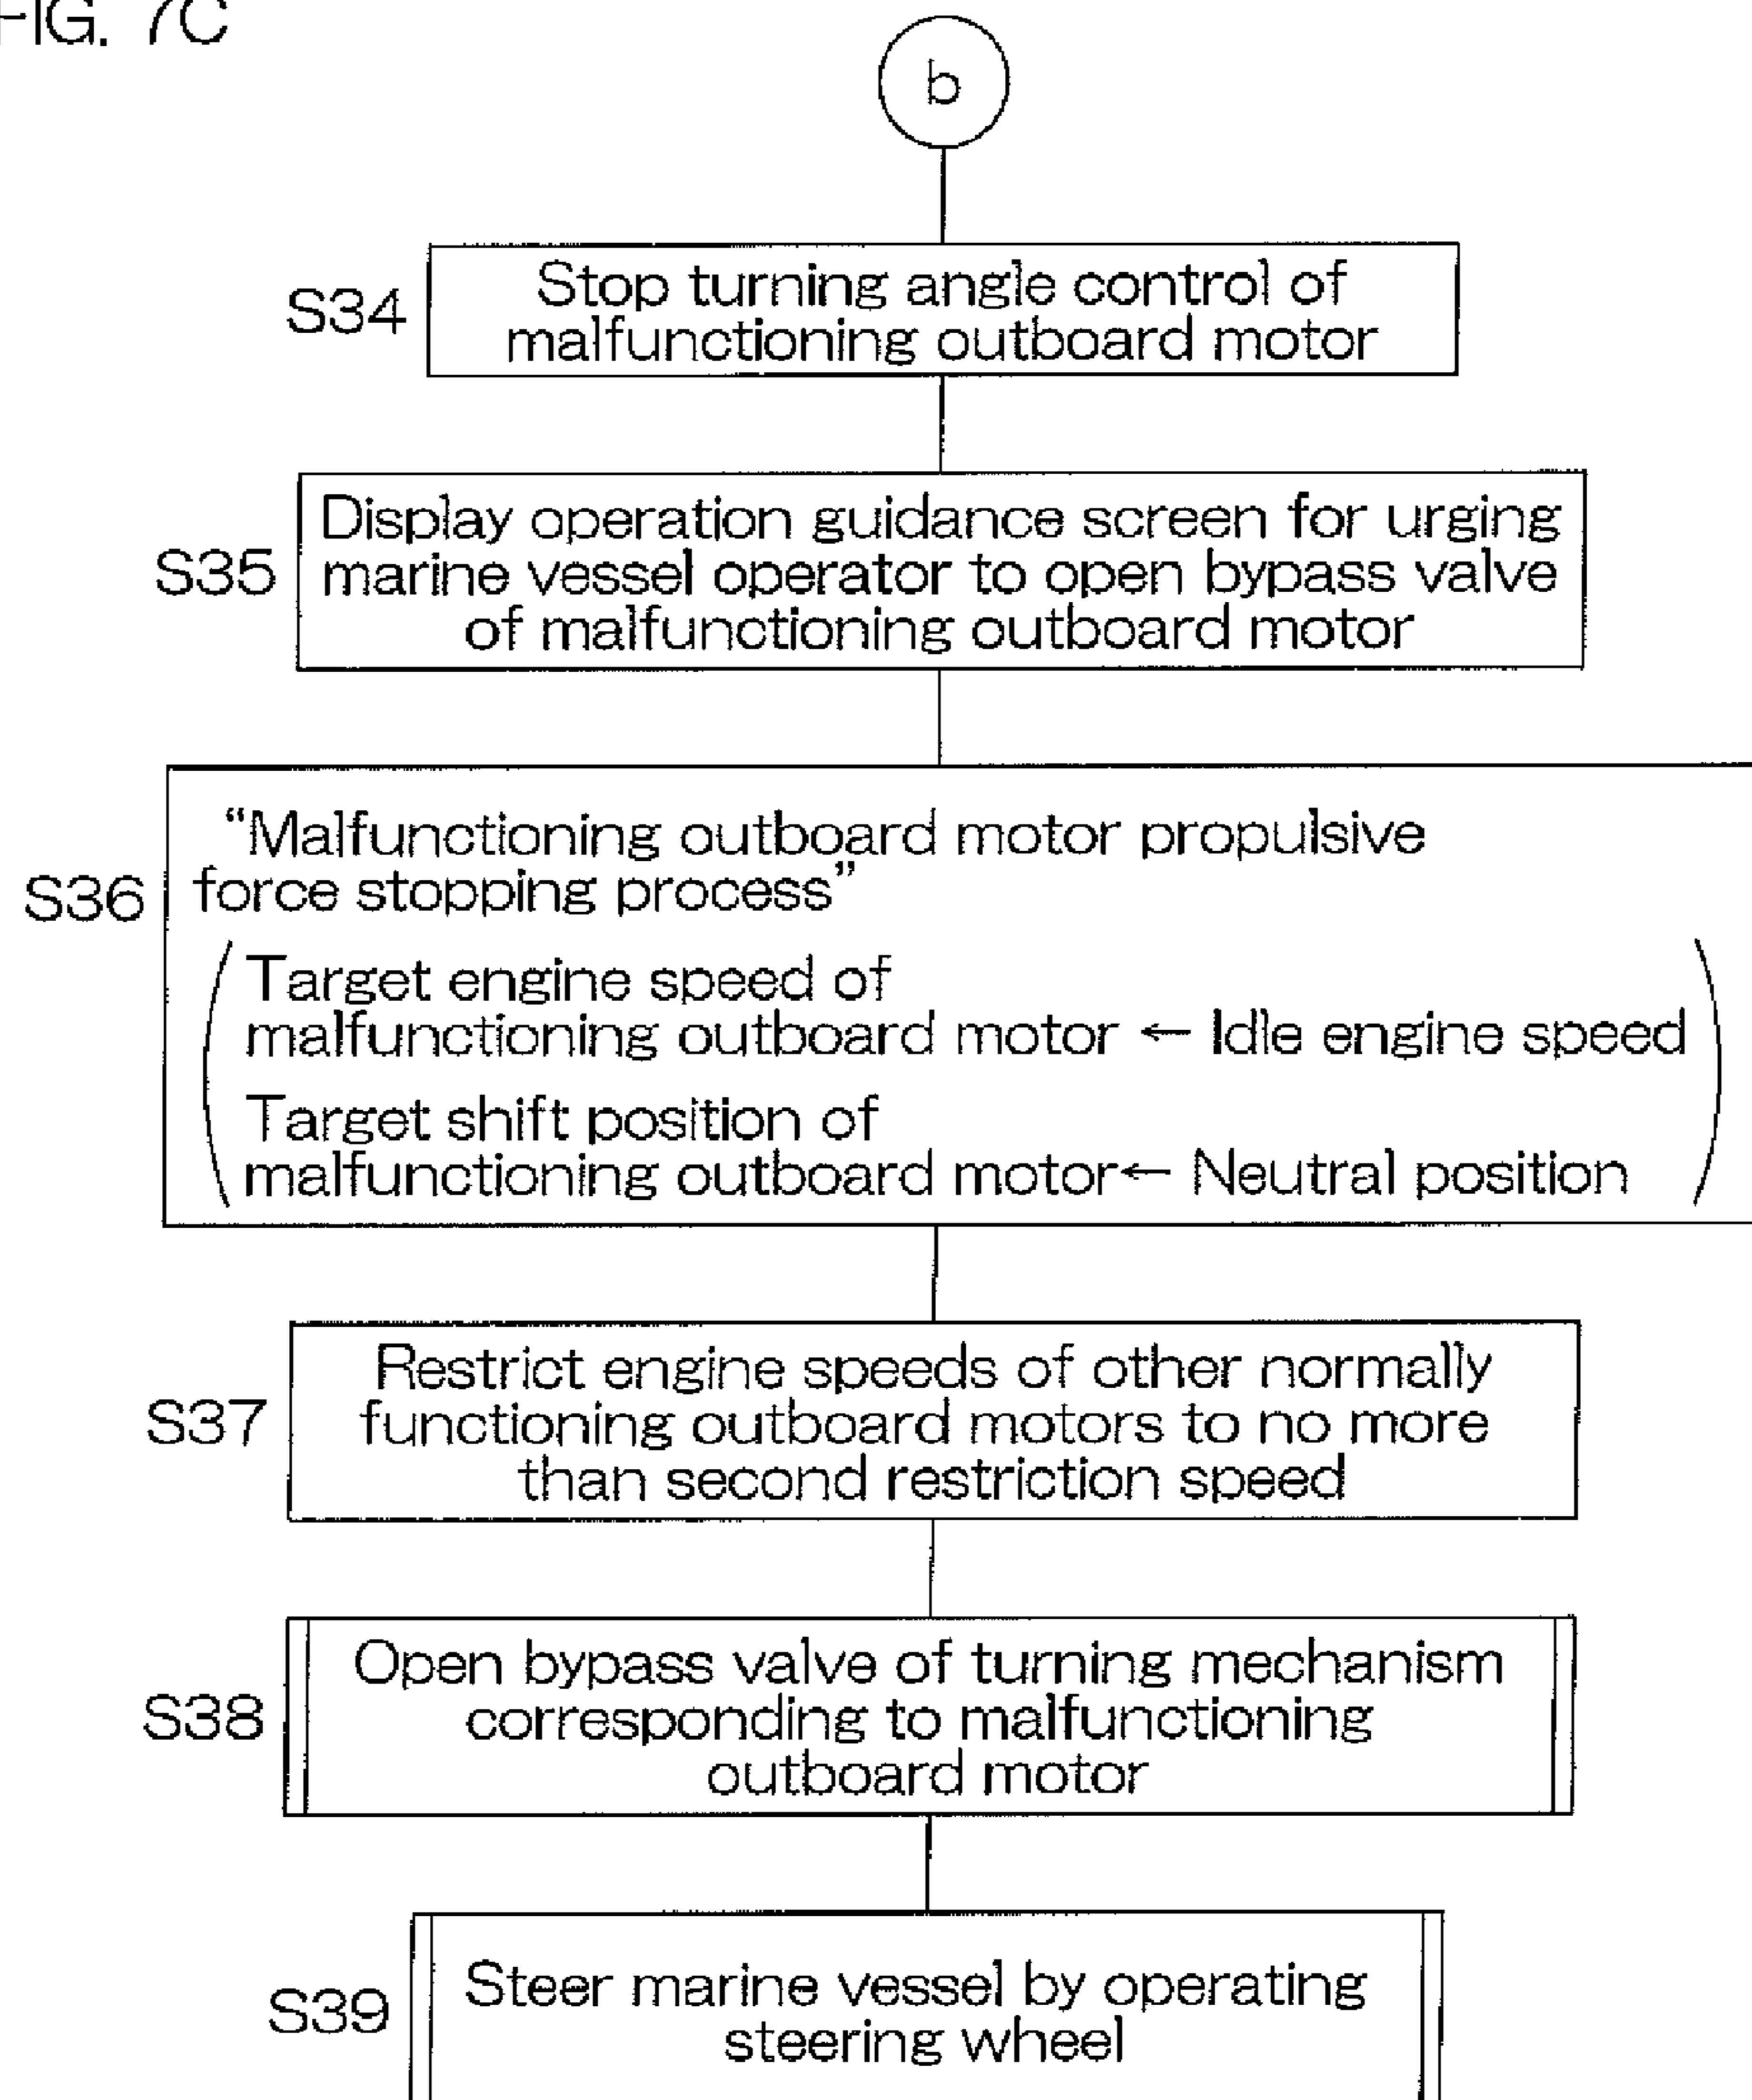 FIG. 7C
b
S34
Stop turning angle control of
malfunctioning outboard motor
S35
Display operation guidance screen for urging
marine vessel operator to open bypass valve
of malfunctioning outboard motor
S36
“Malfunctioning outboard motor propulsive
force stopping process”
Target engine speed of
malfunctioning outboard motor ← Idle engine speed
Target shift position of
malfunctioning outboard motor← Neutral position
S37
Restrict engine speeds of other normally
functioning outboard motors to no more
than second restriction speed
S38
Open bypass valve of turning mechanism
corresponding to malfunctioning
outboard motor
S39
Steer marine vessel by operating
steering wheel